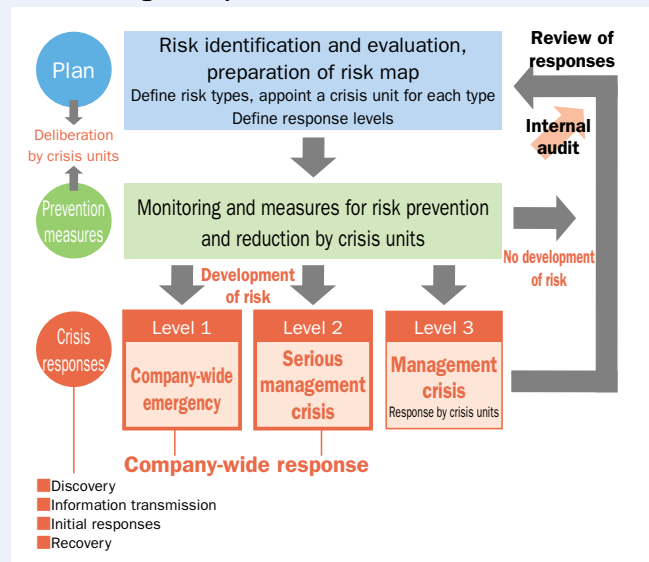 Plan
Risk identification and evaluation,
preparation of risk map
Define risk types, appoint a crisis unit for each type
Define response levels
Review of
responses
Internal
audit
Deliberation
by crisis units
Prevention
measures
Monitoring and measures for risk prevention
and reduction by crisis units
No development
of risk
Development
of risk
Crisis
responses
Level 1
Company-wide
emergency
Level 2
Serious
management
crisis
Level 3
Management
crisis
Response by crisis units
Company-wide response
Discovery
Information transmission
Initial responses
Recovery